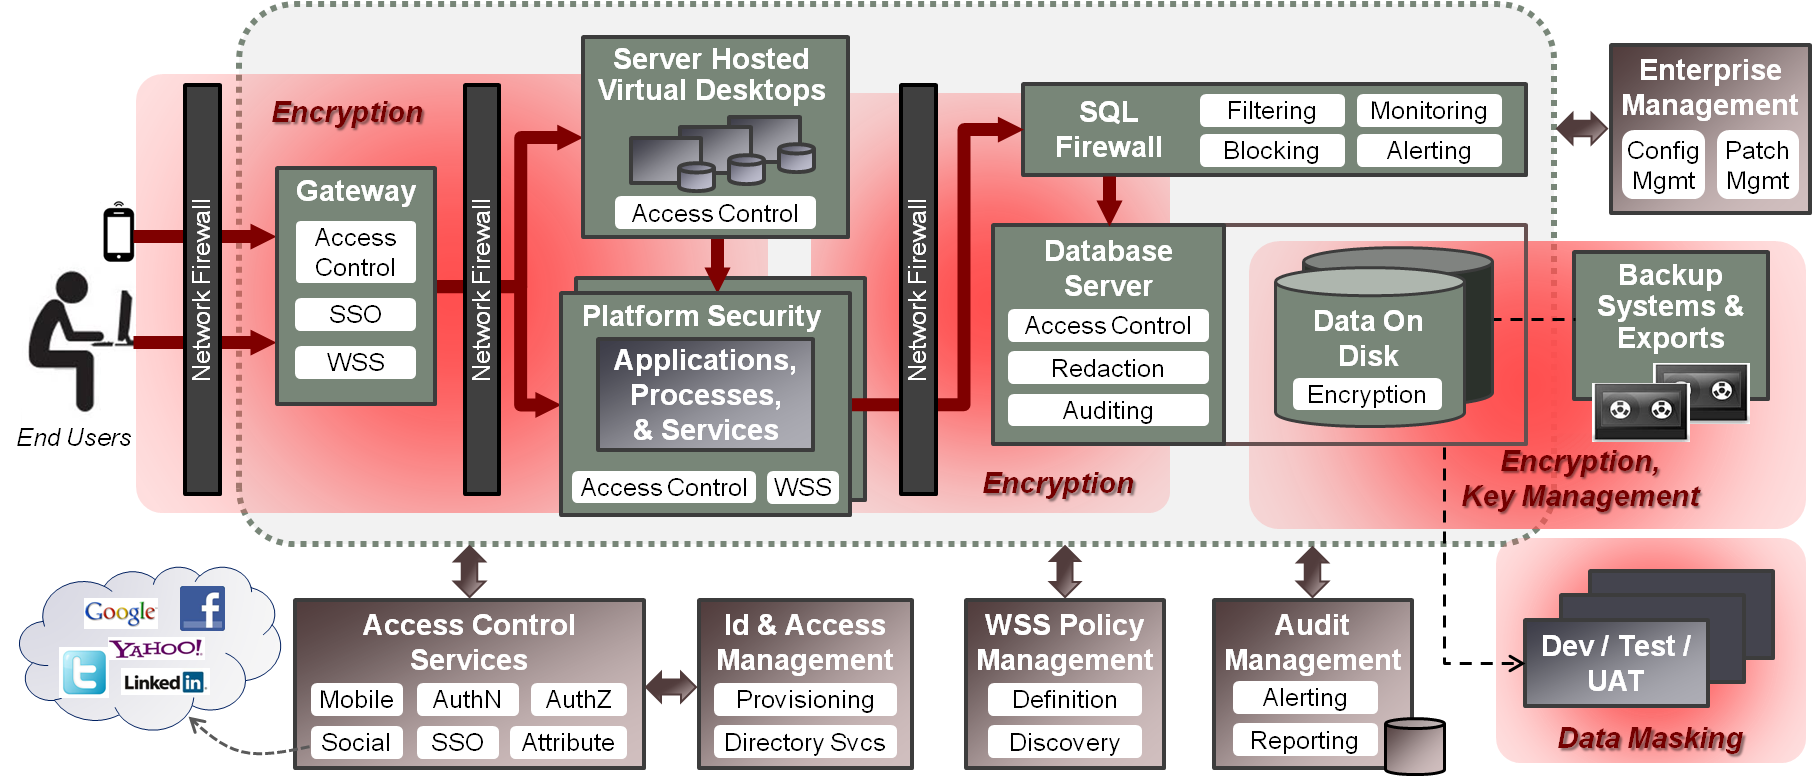 Encryption
Network Firewall
Gateway
Access
Control
SSO
WSS
End Users
Network Firewall
Server Hosted
Virtual Desktops
Access Control
Platform Security
Applications,
Processes,
& Services
Access Control
WSS
Network Firewall
SQL
Firewall
Filtering
Monitoring
Blocking
Alerting
Database
Server
Access Control
Redaction
Auditing
Encryption
Data On
Disk
Encryption
Enterprise
Management
Config
Mgmt
Patch
Mgmt
Backup
Systems &
Exports
Encryption,
Key Management
Google
f
YAHOO!
t
Linked in
Access Control
Services
Mobile
AuthN
AuthZ
Social
SSO
Attribute
Id & Access
Management
Provisioning
Directory Svcs
WSS Policy
Management
Definition
Discovery
Audit
Management
Alerting
Reporting
Dev / Test /
UAT
Data Masking